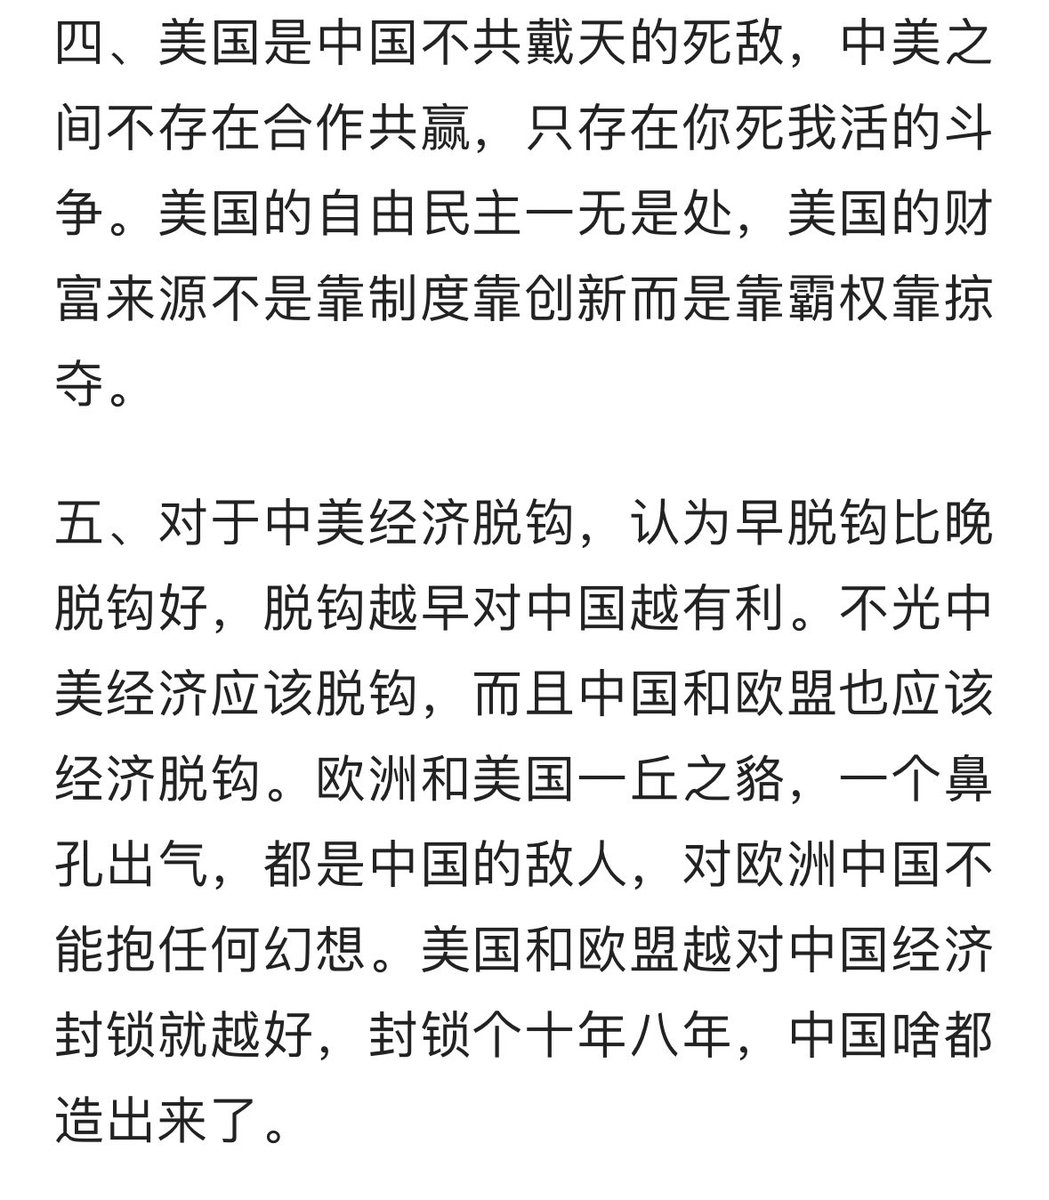 四、美国是中国不共戴天的死敌，中美之
间不存在合作共赢，只存在你死我活的斗
争。美国的自由民主一无是处，美国的财
富来源不是靠制度靠创新而是靠霸权靠掠
夺。
五、对于中美经济脱钩，认为早脱钩比晚
脱钩好，脱钩越早对中国越有利。不光中
美经济应该脱钩，而且中国和欧盟也应该
经济脱钩。欧洲和美国一丘之貉，一个鼻
孔出气，都是中国的敌人，对欧洲中国不
能抱任何幻想。美国和欧盟越对中国经济
封锁就越好，封锁个十年八年，中国啥都
造出来了。